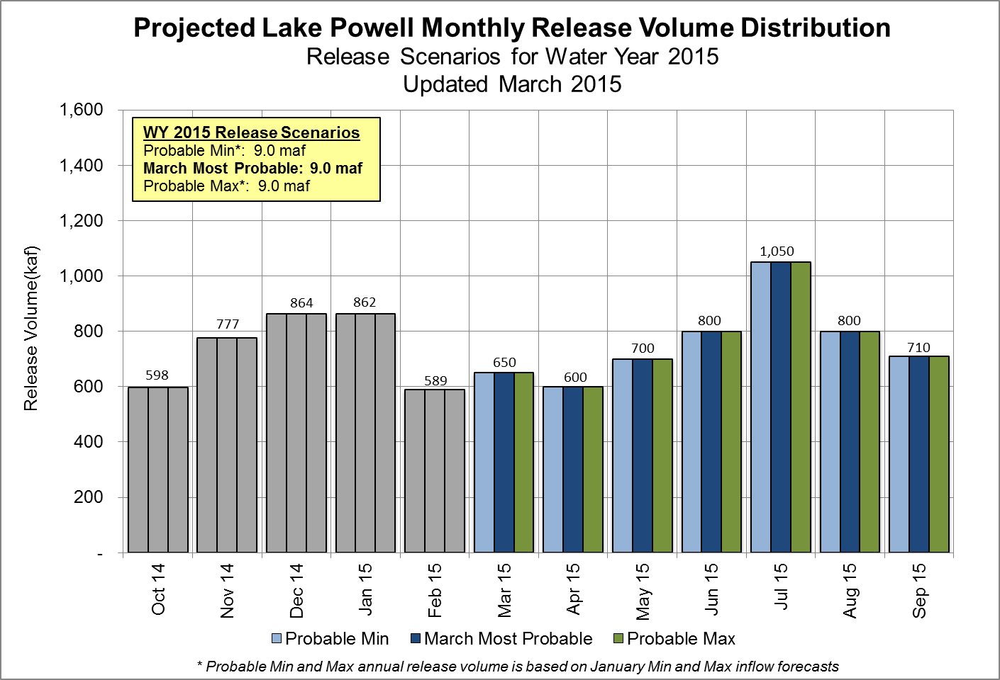 Projected Lake Powell Monthly Release Volume Distribution
Release Scenarios for Water Year 2015
Updated March 2015
WY 2015 Release Scenarios
Probable Min*: 9.0 maf
March Most Probable: 9.0 maf
Probable Max*: 9.0 maf
Release Volume(kaf)
1,600
1,400
1,200
1,000
800
600
400
200
-
598
777
864
862
589
650
600
700
800
1,050
800
710
Oct 14
Nov 14
Dec 14
Jan 15
Feb 15
Mar 15
Apr 15
May 15
Jun 15
Jul 15
Aug 15
Sep 15
Probable Min
March Most Probable
Probable Max
* Probable Min and Max annual release volume is based on January Min and Max inflow forecasts